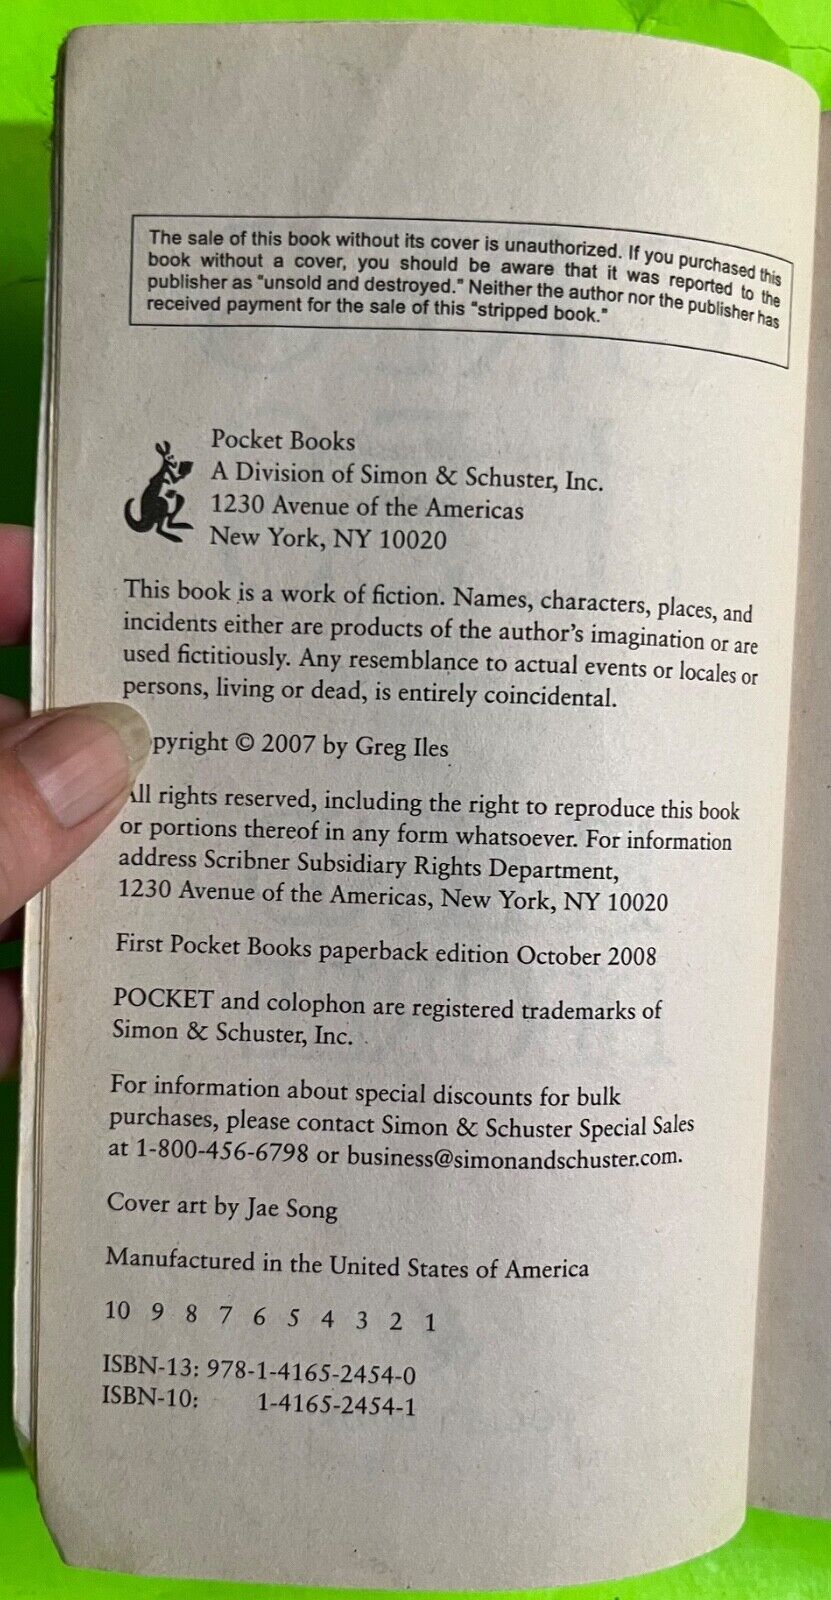 The sale of this book without its cover is unauthorized. If you purchased this
book without a cover, you should be aware that it was reported to the
publisher as "unsold and destroyed." Neither the author nor the publisher has
received payment for the sale of this "stripped book."
Pocket Books
A Division of Simon & Schuster, Inc.
1230 Avenue of the Americas
New York, NY 10020
This book is a work of fiction. Names, characters, places, and
incidents either are products of the author's imagination or are
used fictitiously. Any resemblance to actual events or locales or
persons, living or dead, is entirely coincidental.
opyright © 2007 by Greg Iles
All rights reserved, including the right to reproduce this book
or portions thereof in any form whatsoever. For information
address Scribner Subsidiary Rights Department,
1230 Avenue of the Americas, New York, NY 10020
First Pocket Books paperback edition October 2008
POCKET and colophon are registered trademarks of
Simon & Schuster, Inc.
For information about special discounts for bulk
purchases, please contact Simon & Schuster Special Sales
at 1-800-456-6798 or business@simonandschuster.com.
Cover art by Jae Song
Manufactured in the United States of America
10 9 8 7 6 5 4 3 2 1
ISBN-13: 978-1-4165-2454-0
ISBN-10: 1-4165-2454-1